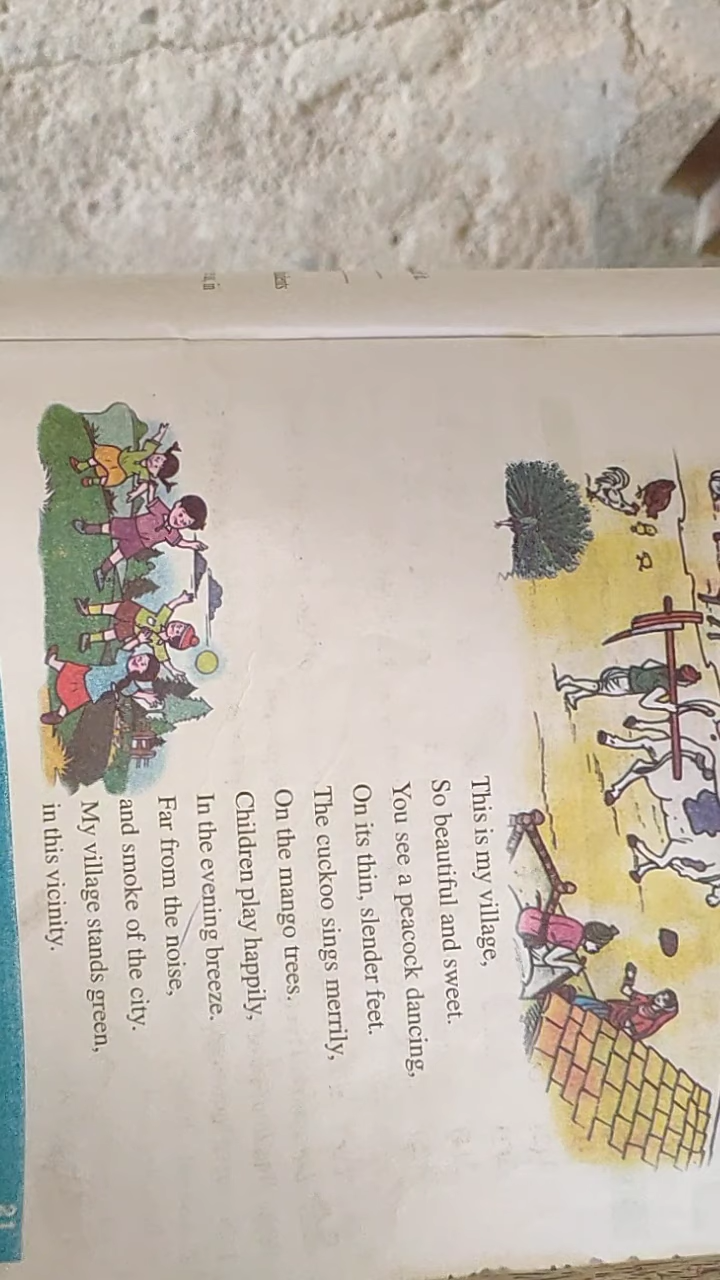 This is my village,
So beautiful and sweet.
You see a peacock dancing,
On its thin, slender feet.
The cuckoo sings merrily,
On the mango trees.
Children play happily,
In the evening breeze.
Far from the noise,
and smoke of the city.
My village stands green,
in this vicinity.
21